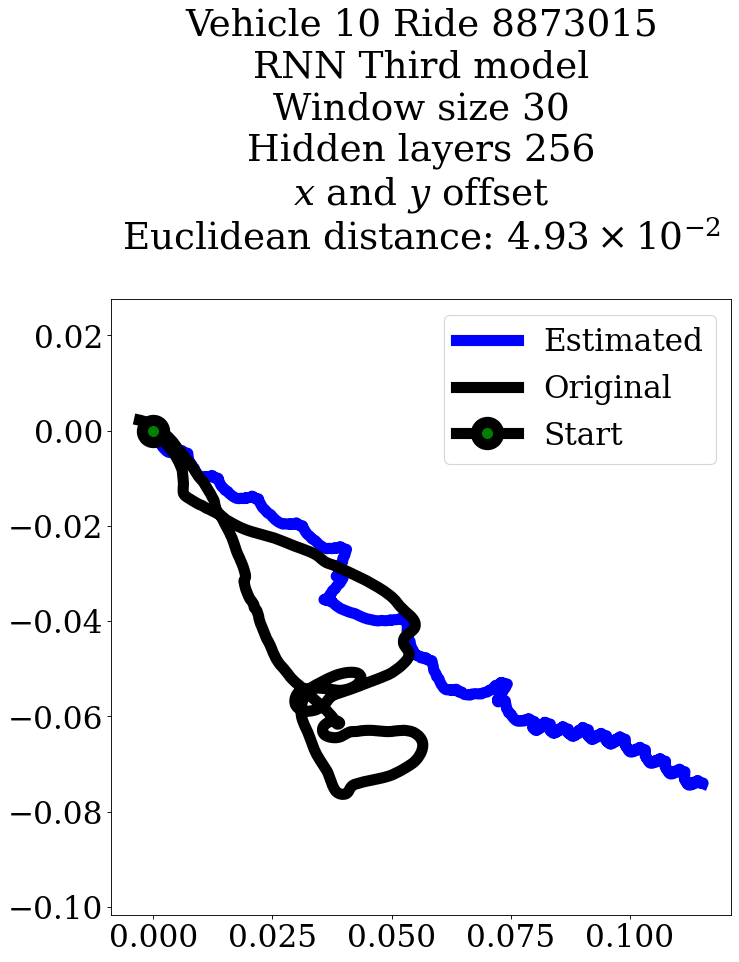 Vehicle 10 Ride 8873015
RNN Third model
Window size 30
Hidden layers 256
x and y offset
Euclidean distance: 4.93 × 10⁻²
Estimated
Original
Start
0.02
0.00
−0.02
−0.04
−0.06
−0.08
−0.10
0.000 0.025 0.050 0.075 0.100